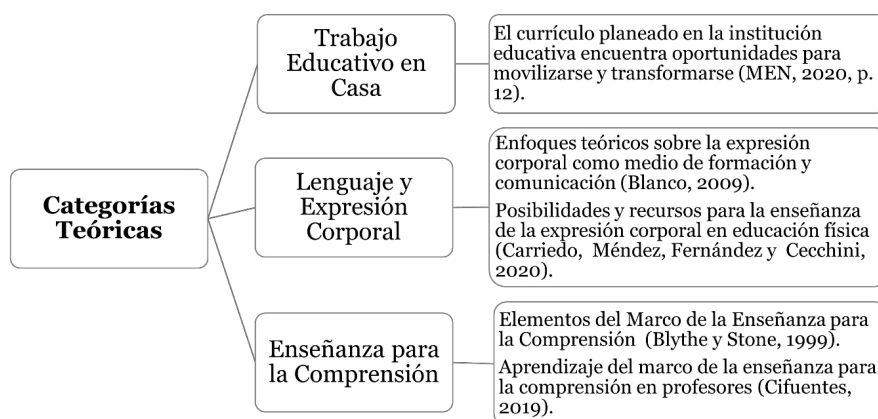 Trabajo
Educativo en
Casa
El currículo planeado en la institución
educativa encuentra oportunidades para
movilizarse y transformarse (MEN, 2020, p.
12).
Categorías
Teóricas
Lenguaje y
Expresión
Corporal
Enfoques teóricos sobre la expresión
corporal como medio de formación y
comunicación (Blanco, 2009).
Posibilidades y recursos para la enseñanza
de la expresión corporal en educación física
(Carriedo, Méndez, Fernández y Cecchini,
2020).
Enseñanza para
la Comprensión
Elementos del Marco de la Enseñanza para
la Comprensión (Blythe y Stone, 1999).
Aprendizaje del marco de la enseñanza para
la comprensión en profesores (Cifuentes,
2019).